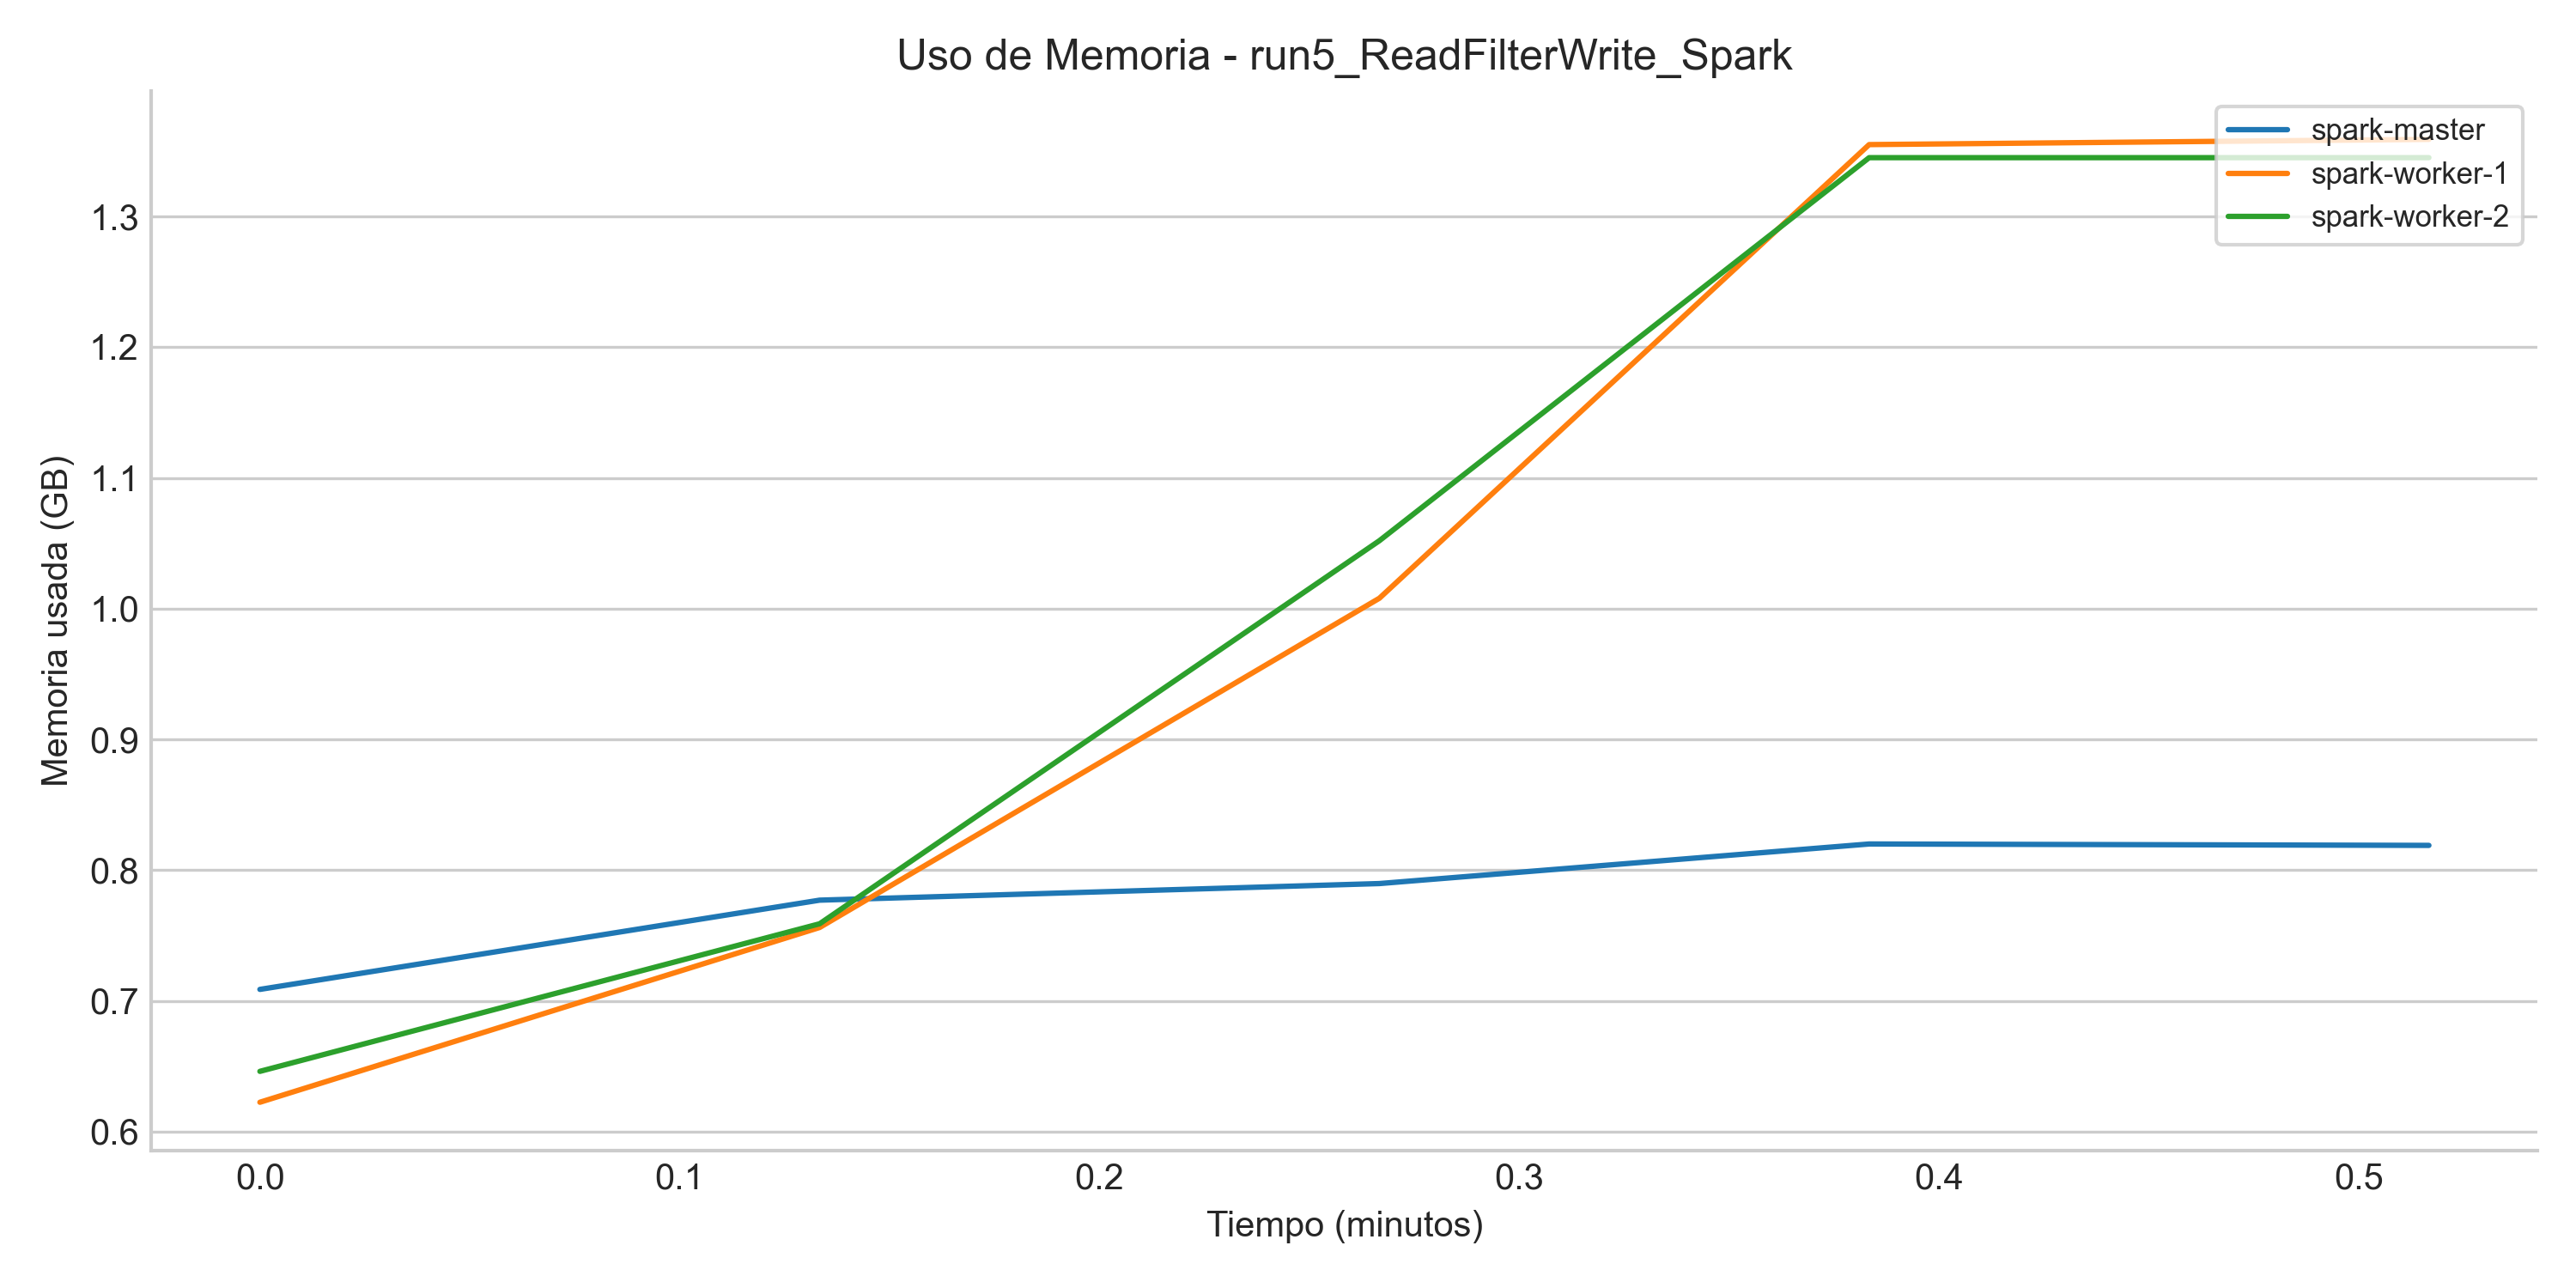 Uso de Memoria - run5_ReadFilterWrite_Spark
spark-master
spark-worker-1
spark-worker-2
Memoria usada (GB)
1.3
1.2
1.1
1.0
0.9
0.8
0.7
0.6
0.0 0.1 0.2 0.3 0.4 0.5
Tiempo (minutos)